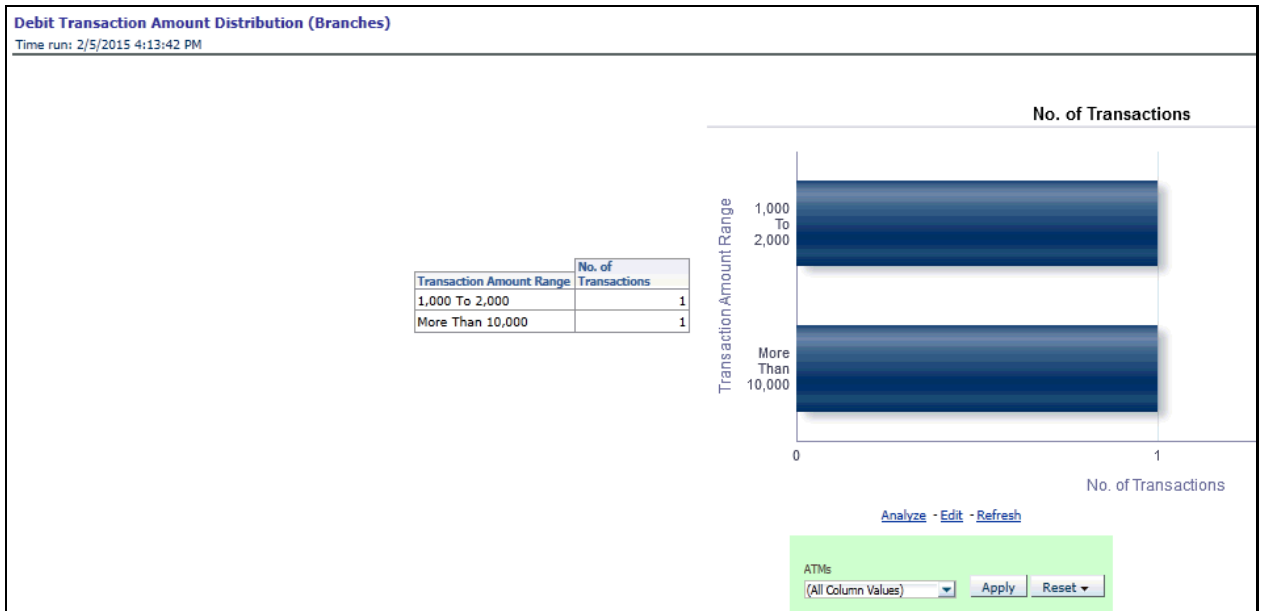 Debit Transaction Amount Distribution (Branches)
Time run: 2/5/2015 4:13:42 PM
No. of Transactions
Transaction Amount Range
No. of
Transactions
1,000 To 2,000
1
More Than 10,000
1
Transaction Amount Range
1,000
To
2,000
More
Than
10,000
0
1
No. of Transactions
Analyze - Edit - Refresh
ATMs
(All Column Values)
Apply
Reset